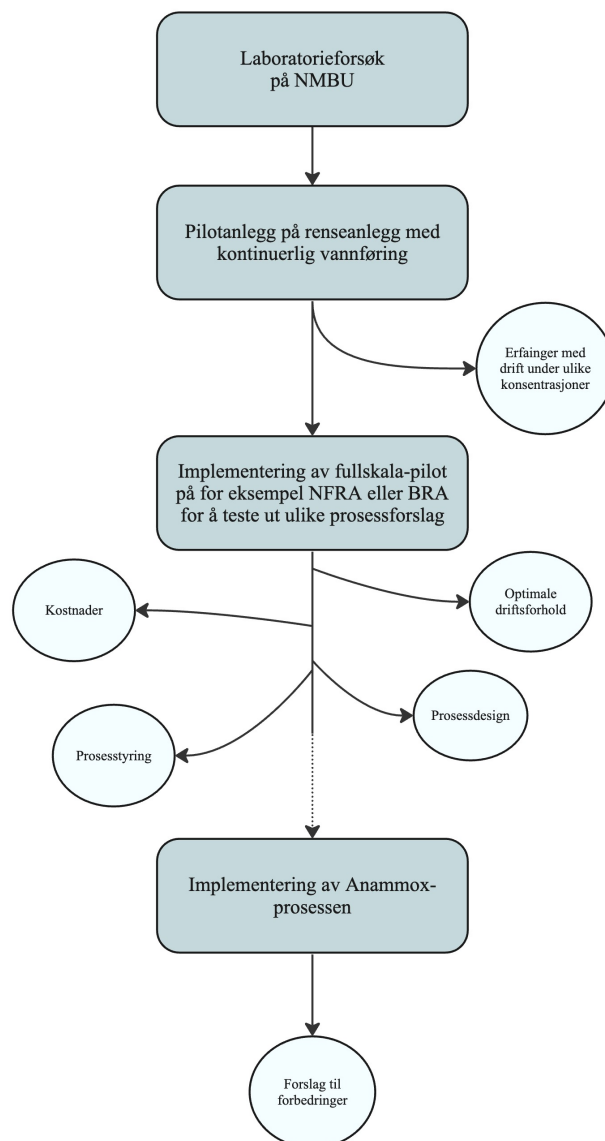 Laboratorieforsøk
på NMBU
Pilotanlegg på renseanlegg med
kontinuerlig vannføring
Erfainger med
drift under ulike
konsentrasjoner
Implementering av fullskala-pilot
på for eksempel NFRA eller BRA
for å teste ut ulike prosessforslag
Optimale
driftsforhold
Kostnader
Prosessdesign
Prosesstyring
Implementering av Anammox-
prosessen
Forslag til
forbedringer